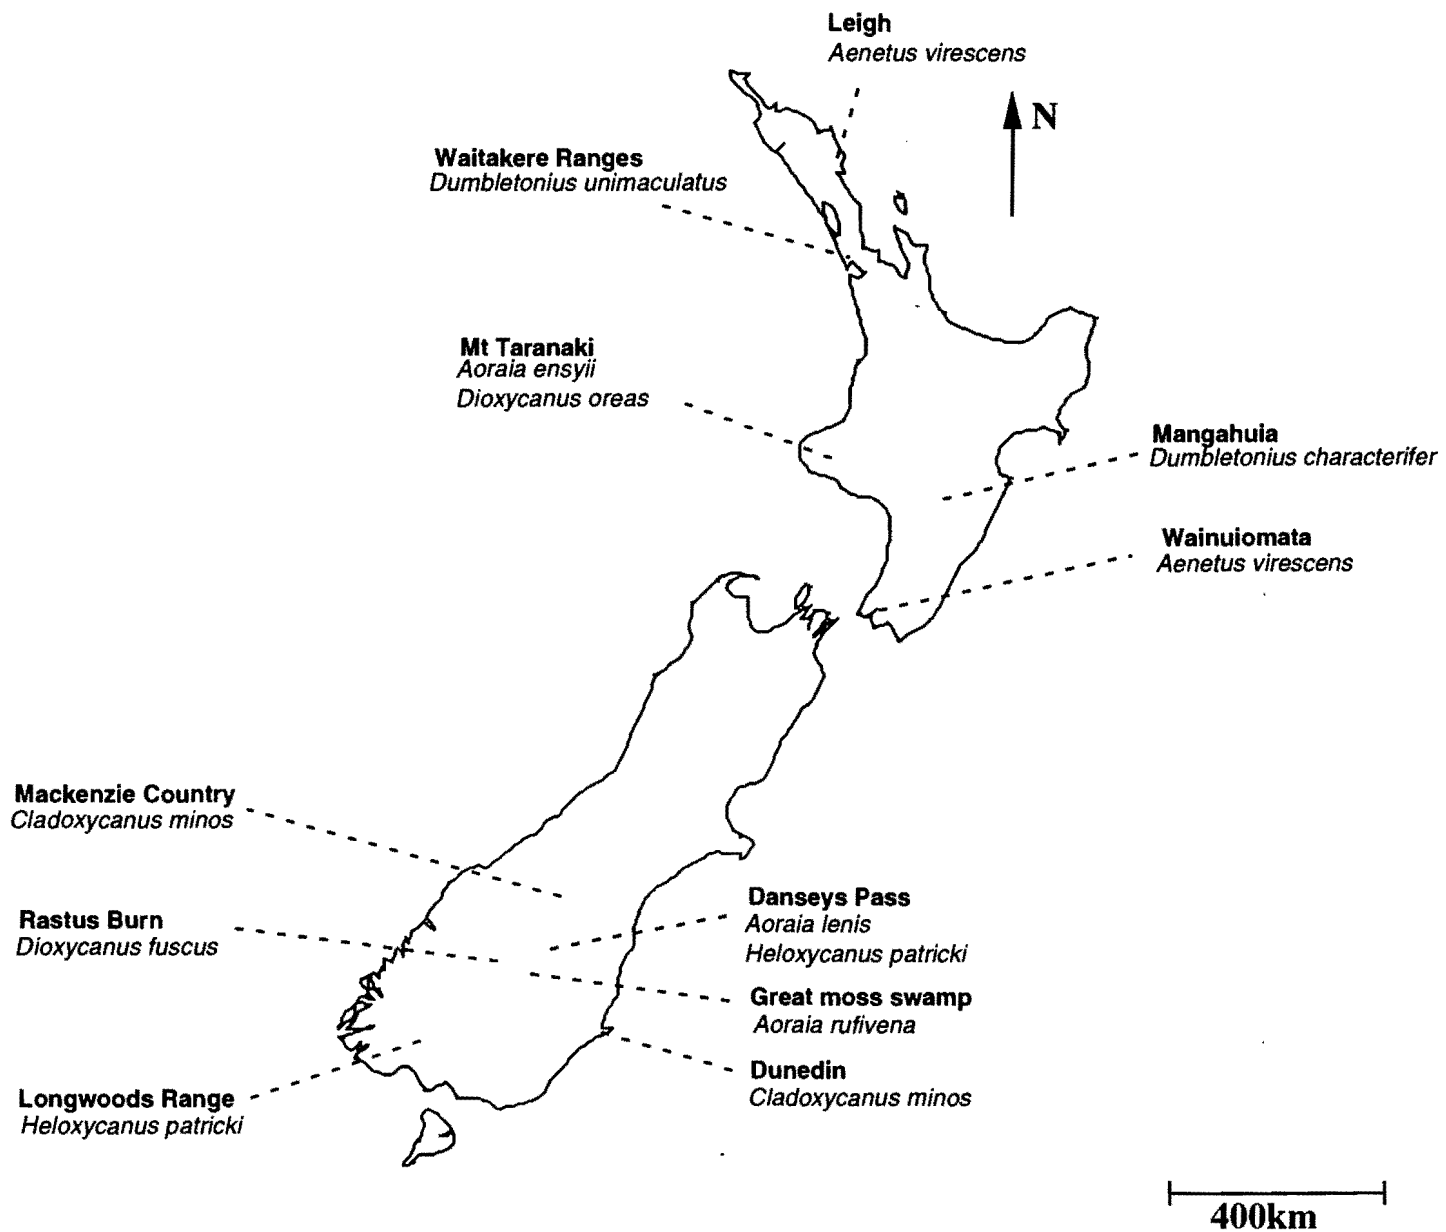 Leigh
Aenetus virescens
N
Waitakere Ranges
Dumbletonius unimaculatus
Mt Taranaki
Aoraia ensyii
Dioxycanus oreas
Mangahuia
Dumbletonius characterifer
Wainuiomata
Aenetus virescens
Mackenzie Country
Cladoxycanus minos
Rastus Burn
Dioxycanus fuscus
Danseys Pass
Aoraia lenis
Heloxycanus patricki
Great moss swamp
Aoraia rufivena
Dunedin
Cladoxycanus minos
Longwoods Range
Heloxycanus patricki
400km